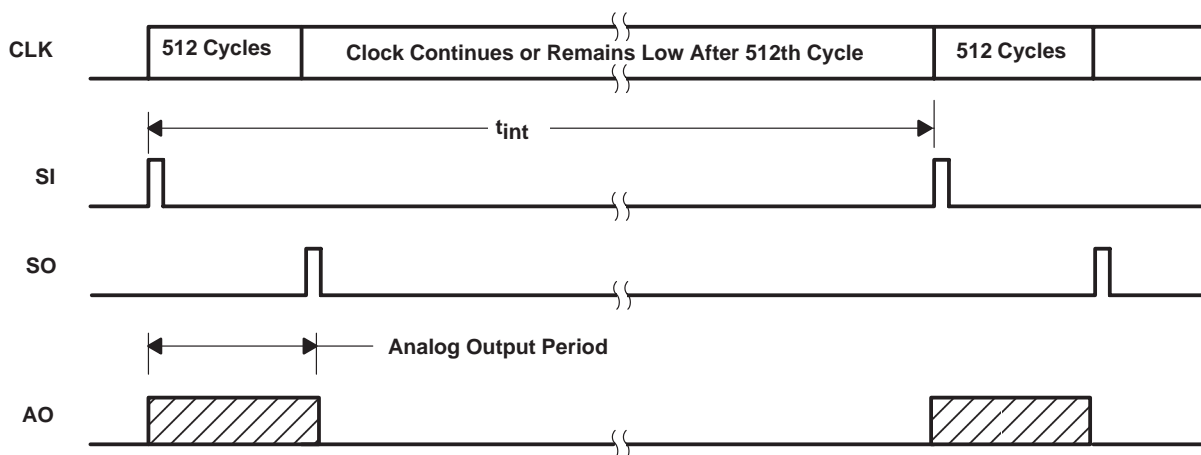 CLK
512 Cycles
Clock Continues or Remains Low After 512th Cycle
512 Cycles
tint
SI
SO
Analog Output Period
AO